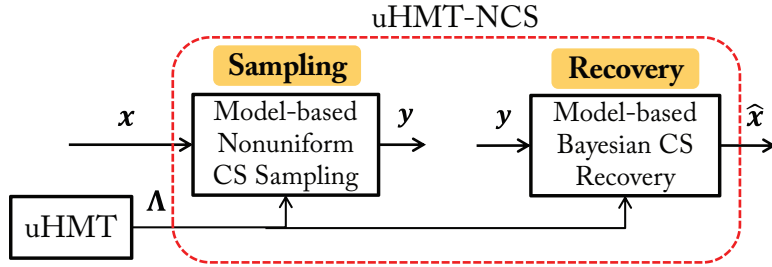 uHMT-NCS
Sampling
Recovery
x
Model-based
Nonuniform
CS Sampling
y
y
Model-based
Bayesian CS
Recovery
x̂
Λ
uHMT